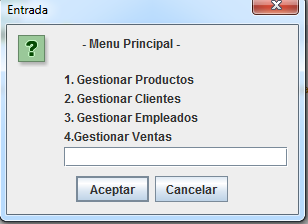 Entrada
- Menu Principal -
1. Gestionar Productos
2. Gestionar Clientes
3. Gestionar Empleados
4.Gestionar Ventas
Aceptar Cancelar